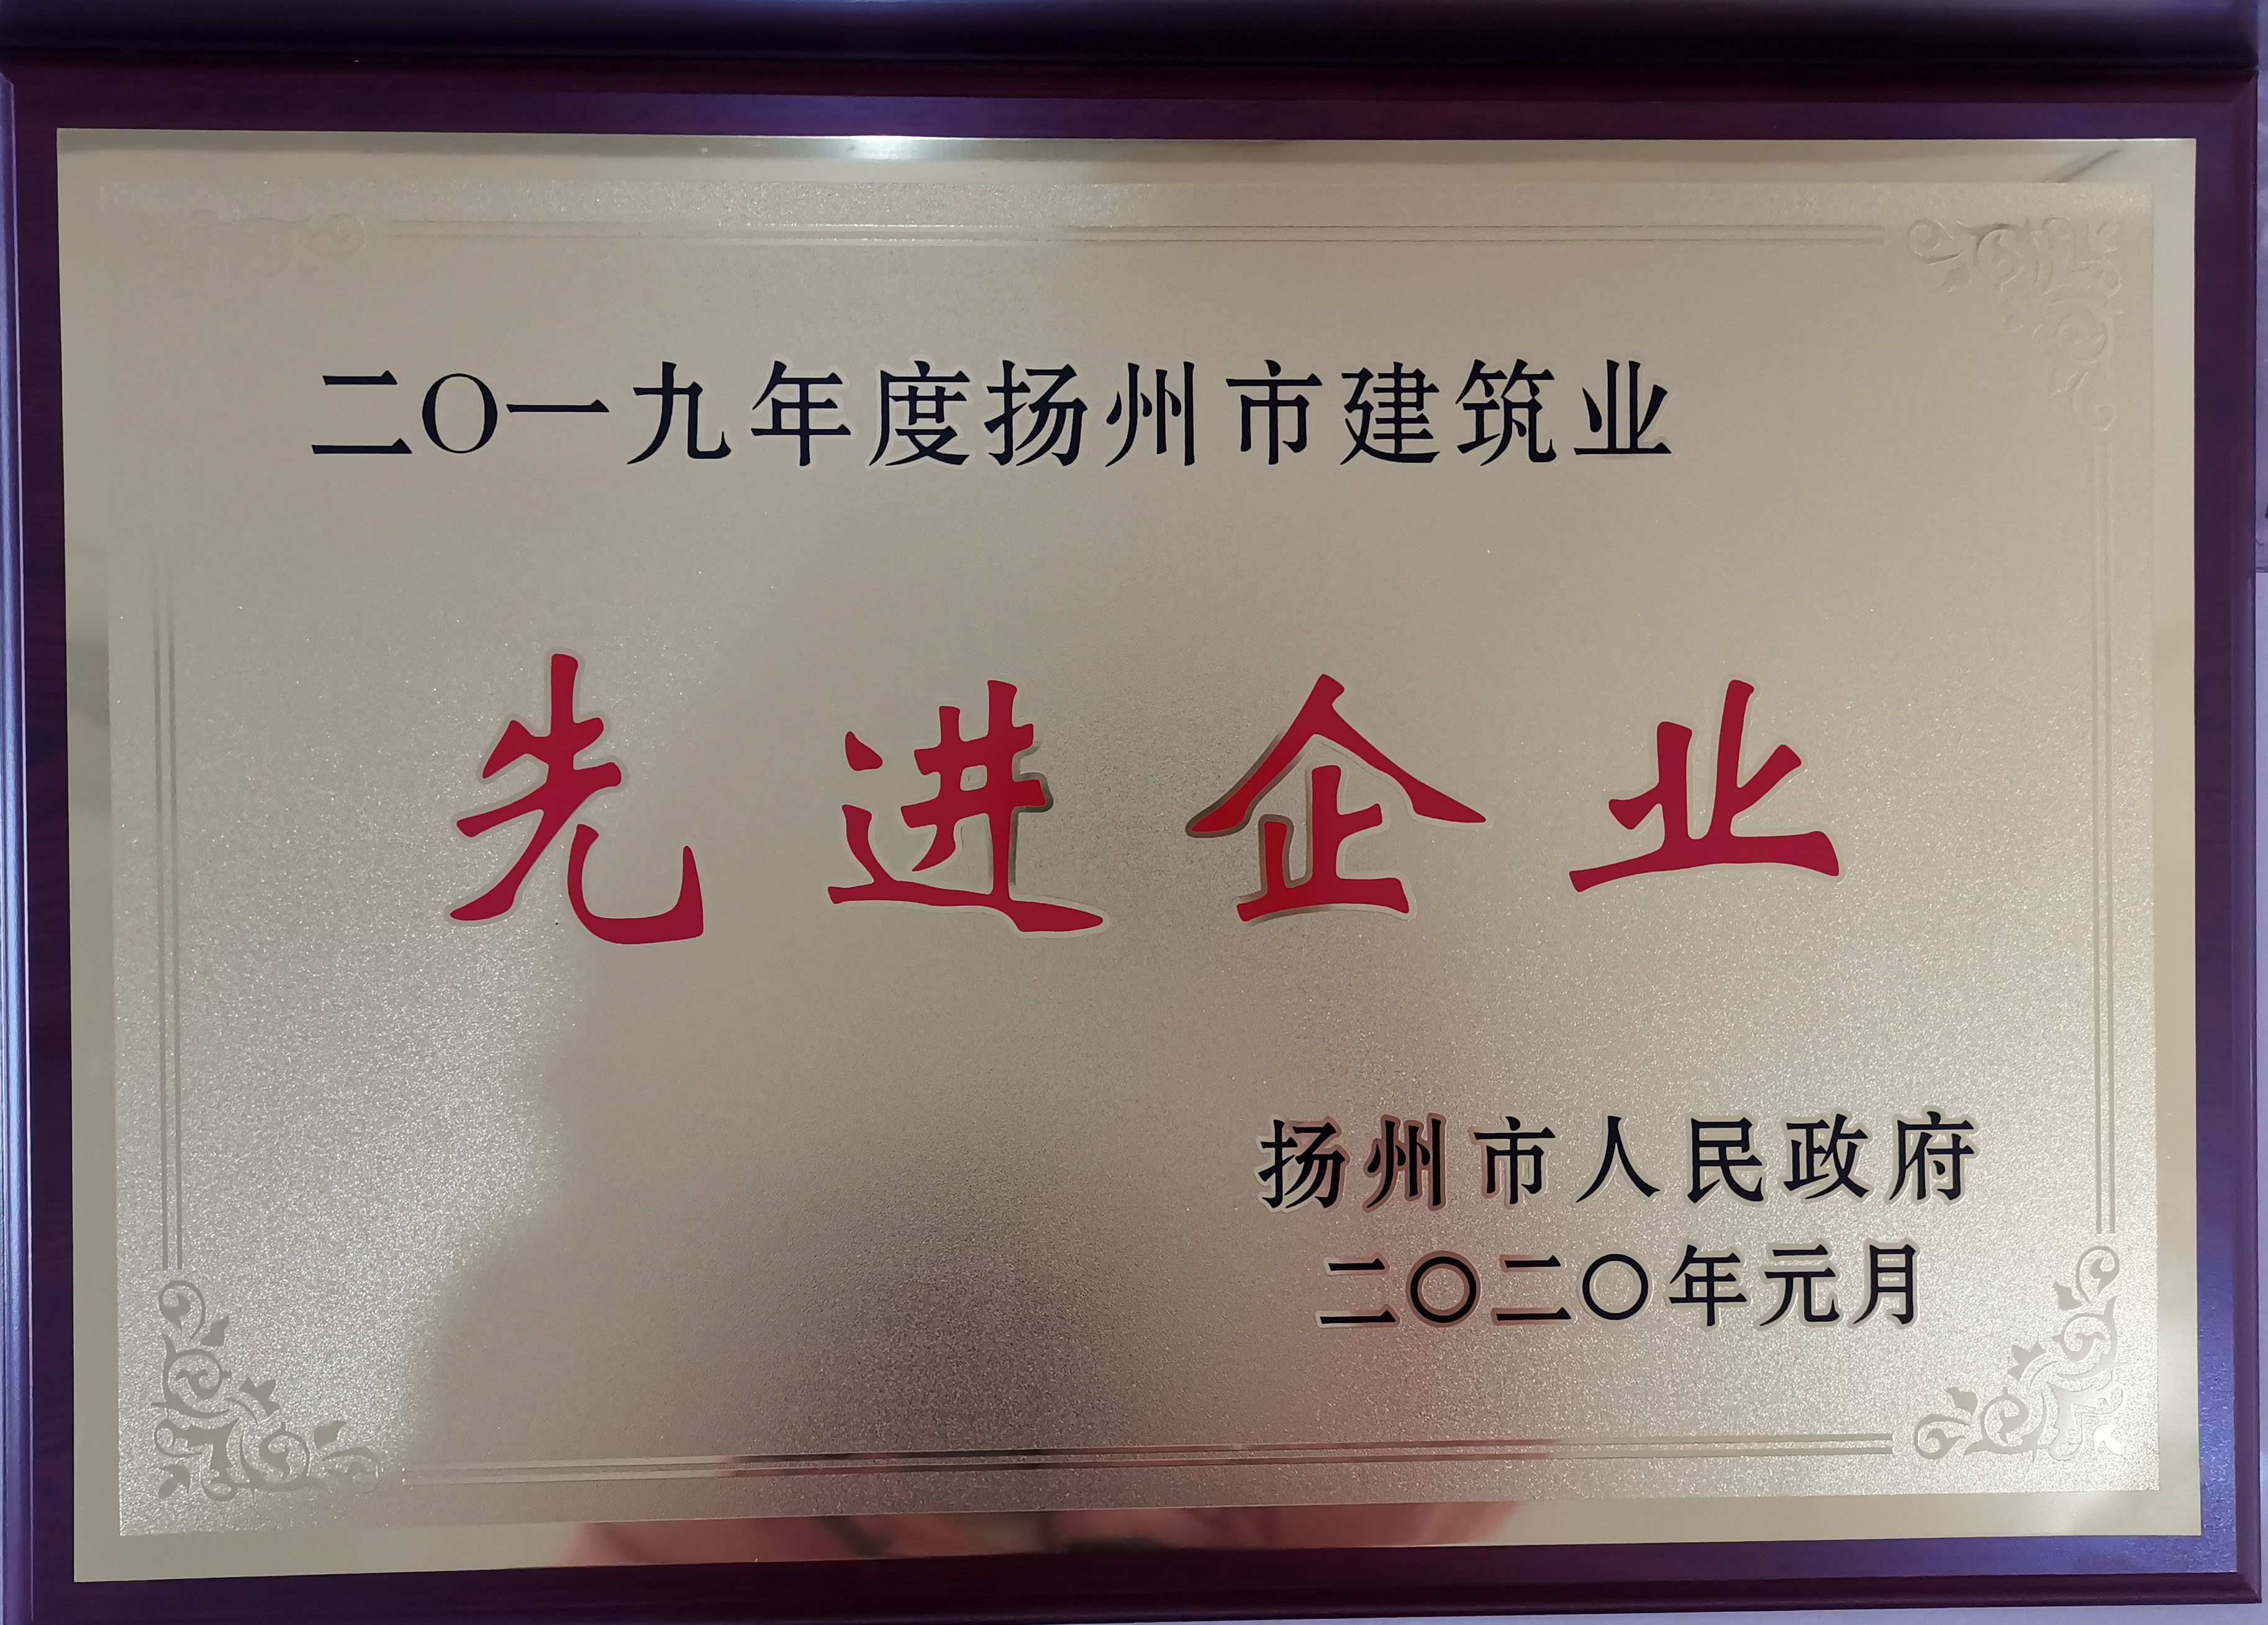 二〇一九年度扬州市建筑业
先进企业
扬州市人民政府
二〇二〇年元月